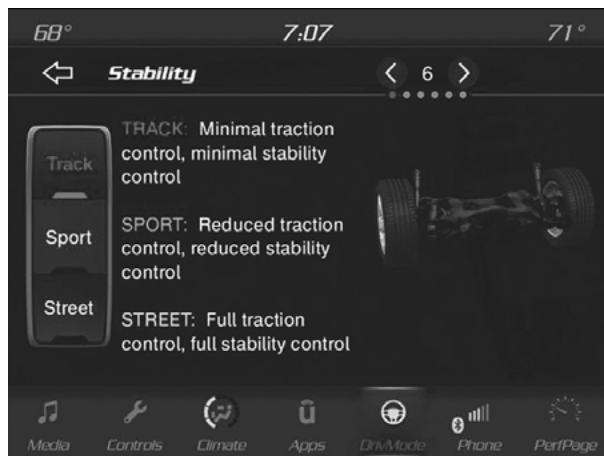 68° 7:07 71°
Stability 6
TRACK: Minimal traction
control, minimal stability
control
Track
SPORT: Reduced traction
control, reduced stability
control
Sport
STREET: Full traction
control, full stability control
Street
Media Controls Climate Apps DrvMode Phone PerfPage